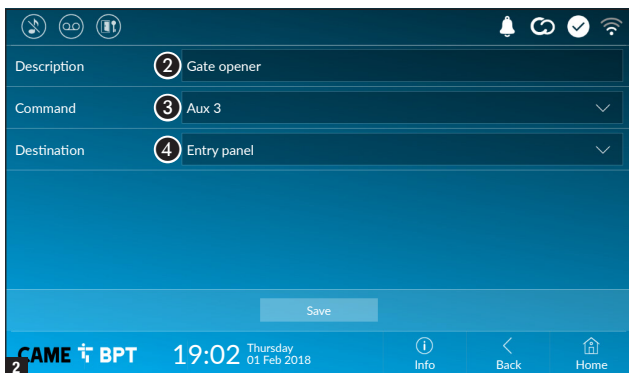 Description 2 Gate opener
Command 3 Aux 3
Destination 4 Entry panel
Save
CAME BPT 19:02 Thursday
01 Feb 2018
Info Back Home
2